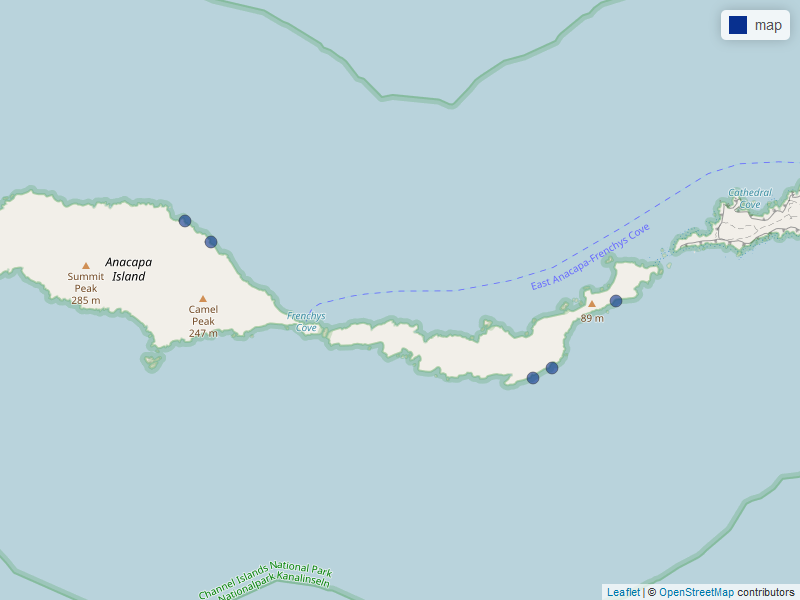 map
Cathedral
Cove
East Anacapa-Frenchys Cove
Anacapa
Island
Summit
Peak
285 m
Camel
Peak
247 m
Frenchys
Cove
89 m
Channel Islands National Park
Nationalpark Kanalinseln
Leaflet | © OpenStreetMap contributors